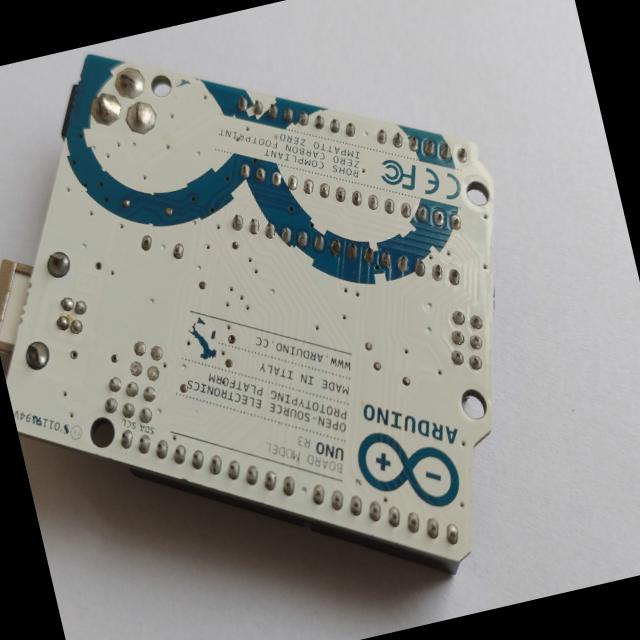 ARDUINO
BOARD MODEL
UNO R3
OPEN-SOURCE ELECTRONICS
PROTOTYPING PLATFORM
MADE IN ITALY
WWW.ARDUINO.CC
SDA SCL
CE FC
ROHS COMPLIANT
ZERO CARBON FOOTPRINT
IMPATTO ZERO®